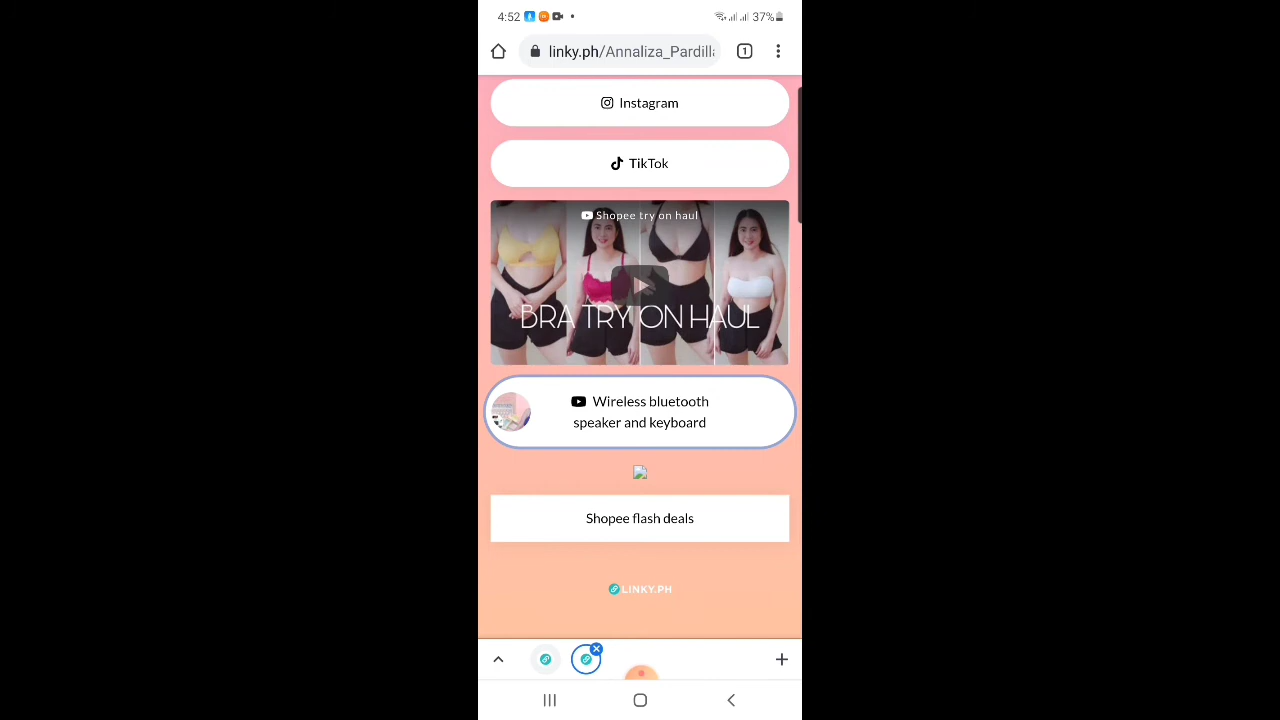 4:52
37%
linky.ph/Annaliza_Pardill
1
Instagram
TikTok
Shopee try on haul
BRA TRY ON HAUL
Wireless bluetooth
speaker and keyboard
Shopee flash deals
LINKY.PH